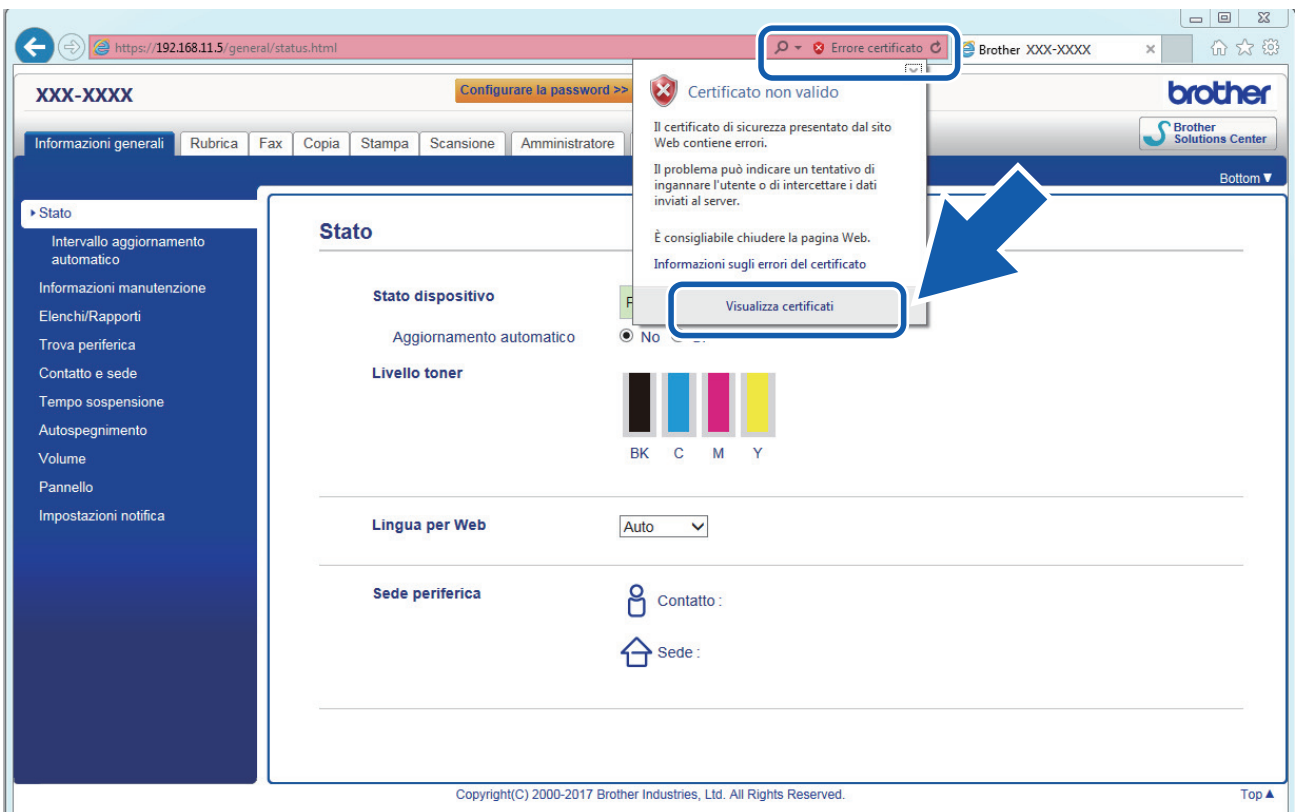 https://192.168.11.5/general/status.html
Errore certificato
Brother XXX-XXXX
XXX-XXXX
Configurare la password >>
brother
Informazioni generali
Rubrica
Fax
Copia
Stampa
Scansione
Amministratore
Brother
Solutions Center
Bottom▼
Certificato non valido
Il certificato di sicurezza presentato dal sito
Web contiene errori.
Il problema può indicare un tentativo di
ingannare l'utente o di intercettare i dati
inviati al server.
È consigliabile chiudere la pagina Web.
Informazioni sugli errori del certificato
Visualizza certificati
Stato
Intervallo aggiornamento
automatico
Informazioni manutenzione
Elenchi/Rapporti
Trova periferica
Contatto e sede
Tempo sospensione
Autospegnimento
Volume
Pannello
Impostazioni notifica
Stato
Stato dispositivo
Aggiornamento automatico
No
Livello toner
BK C M Y
Lingua per Web
Auto
Sede periferica
Contatto :
Sede :
Copyright(C) 2000-2017 Brother Industries, Ltd. All Rights Reserved.
Top▲